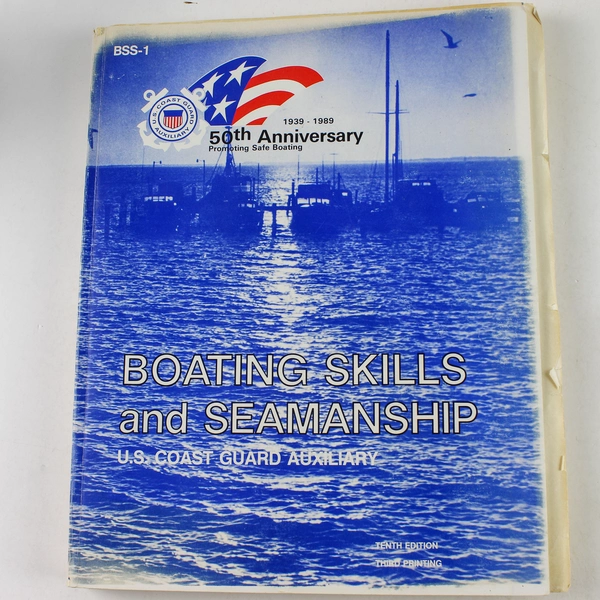 BSS-1
U.S. COAST GUARD
AUXILIARY
1939 - 1989
50th Anniversary
Promoting Safe Boating
BOATING SKILLS
and SEAMANSHIP
U.S. COAST GUARD AUXILIARY
TENTH EDITION
THIRD PRINTING